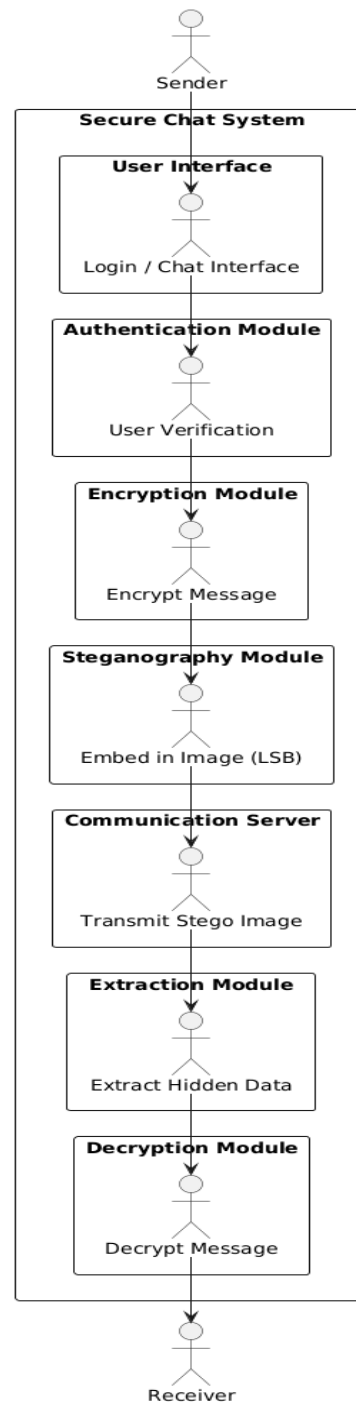 Sender
Secure Chat System
User Interface
Login / Chat Interface
Authentication Module
User Verification
Encryption Module
Encrypt Message
Steganography Module
Embed in Image (LSB)
Communication Server
Transmit Stego Image
Extraction Module
Extract Hidden Data
Decryption Module
Decrypt Message
Receiver